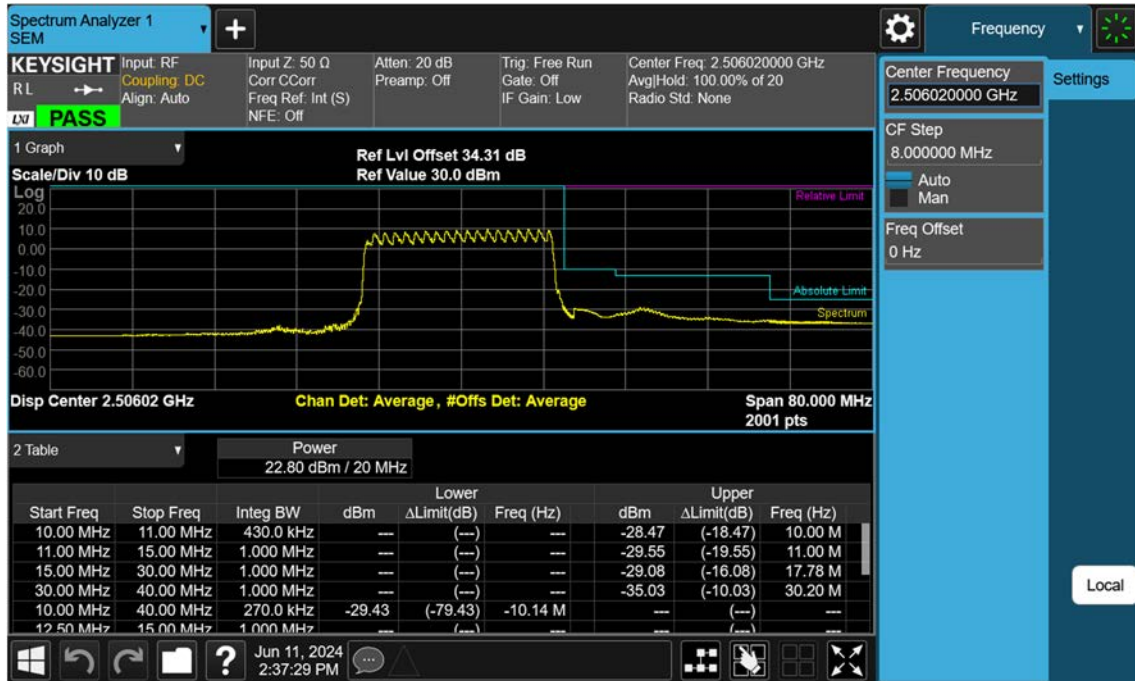 Spectrum Analyzer 1
SEM
+
Frequency
KEYSIGHT
R L
LXI
PASS
Input: RF
Coupling: DC
Align: Auto
Input Z: 50 Ω
Corr CCorr
Freq Ref: Int (S)
NFE: Off
Atten: 20 dB
Preamp: Off
Trig: Free Run
Gate: Off
IF Gain: Low
Center Freq: 2.506020000 GHz
Avg|Hold: 100.00% of 20
Radio Std: None
Center Frequency
2.506020000 GHz
Settings
CF Step
8.000000 MHz
Auto
Man
Freq Offset
0 Hz
Local
1 Graph
Scale/Div 10 dB
Ref Lvl Offset 34.31 dB
Ref Value 30.0 dBm
Log
20.0
10.0
0.00
-10.0
-20.0
-30.0
-40.0
-50.0
-60.0
Relative Limit
Absolute Limit
Spectrum
Disp Center 2.50602 GHz
Chan Det: Average, #Offs Det: Average
Span 80.000 MHz
2001 pts
2 Table
Power
22.80 dBm / 20 MHz
Lower Upper
Start Freq Stop Freq Integ BW dBm ΔLimit(dB) Freq (Hz) dBm ΔLimit(dB) Freq (Hz)
10.00 MHz 11.00 MHz 430.0 kHz --- (---) --- -28.47 (-18.47) 10.00 M
11.00 MHz 15.00 MHz 1.000 MHz --- (---) --- -29.55 (-19.55) 11.00 M
15.00 MHz 30.00 MHz 1.000 MHz --- (---) --- -29.08 (-16.08) 17.78 M
30.00 MHz 40.00 MHz 1.000 MHz --- (---) --- -35.03 (-10.03) 30.20 M
10.00 MHz 40.00 MHz 270.0 kHz -29.43 (-79.43) -10.14 M --- (---) ---
12.50 MHz 15.00 MHz 1.000 MHz --- (---) --- --- (---) ---
?
Jun 11, 2024
2:37:29 PM